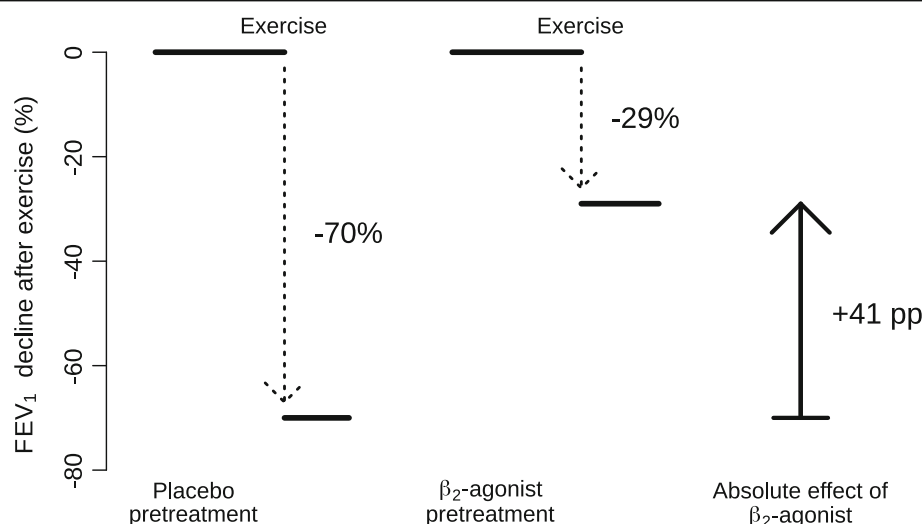 Exercise
Exercise
FEV₁ decline after exercise (%)
0
-20
-40
-60
-80
-29%
-70%
+41 pp
Placebo
pretreatment
β₂-agonist
pretreatment
Absolute effect of
β₂-agonist